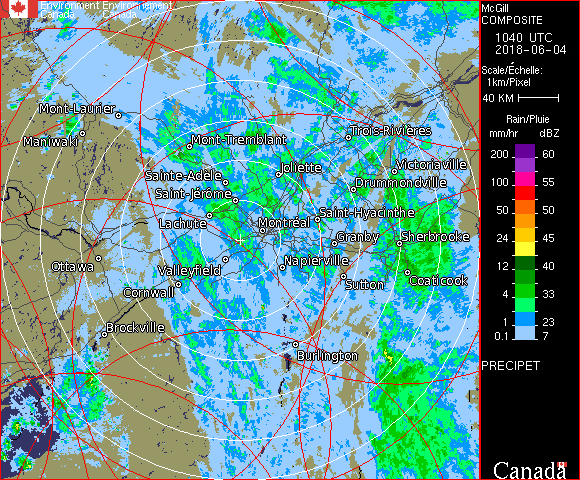 Environment Environnement
Canada Canada
McGill
COMPOSITE
1040 UTC
2018-06-04
Scale/Échelle:
1km/Pixel
40 KM
Rain/Pluie
mm/hr dBZ
200 60
100 55
50 50
24 45
12 40
4 33
2 30
1 23
0.1 7
PRECIPET
Canada
Mont-Laurier
Maniwaki
Mont-Tremblant
Trois-Rivières
Sainte-Adèle
Joliette
Victoriaville
Saint-Jérôme
Drummondville
Lachute
Montréal
Saint-Hyacinthe
Granby
Sherbrooke
Ottawa
Valleyfield
Napierville
Cornwall
Sutton
Coaticook
Brockville
Burlington